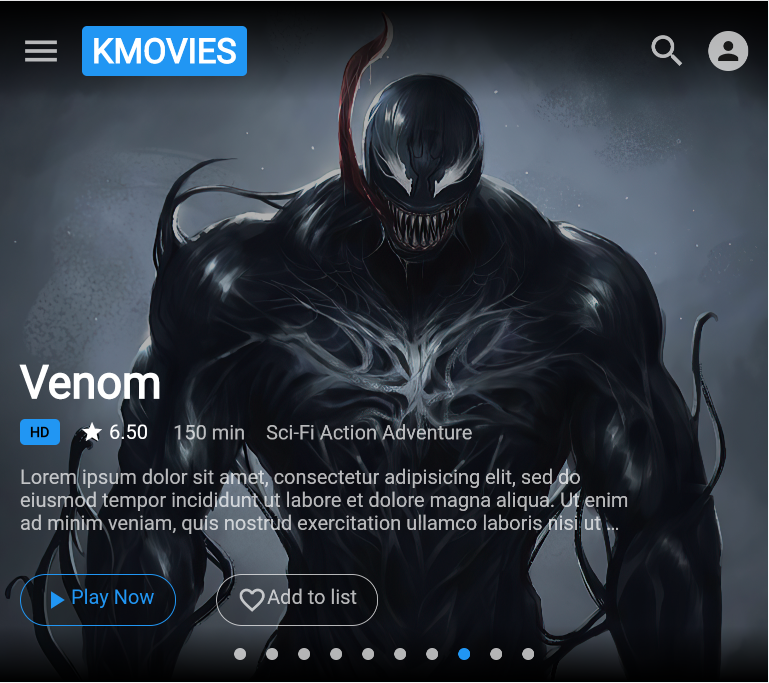 KMOVIES
Venom
HD 6.50 150 min Sci-Fi Action Adventure
Lorem ipsum dolor sit amet, consectetur adipisicing elit, sed do
eiusmod tempor incididunt ut labore et dolore magna aliqua. Ut enim
ad minim veniam, quis nostrud exercitation ullamco laboris nisi ut ...
Play Now Add to list